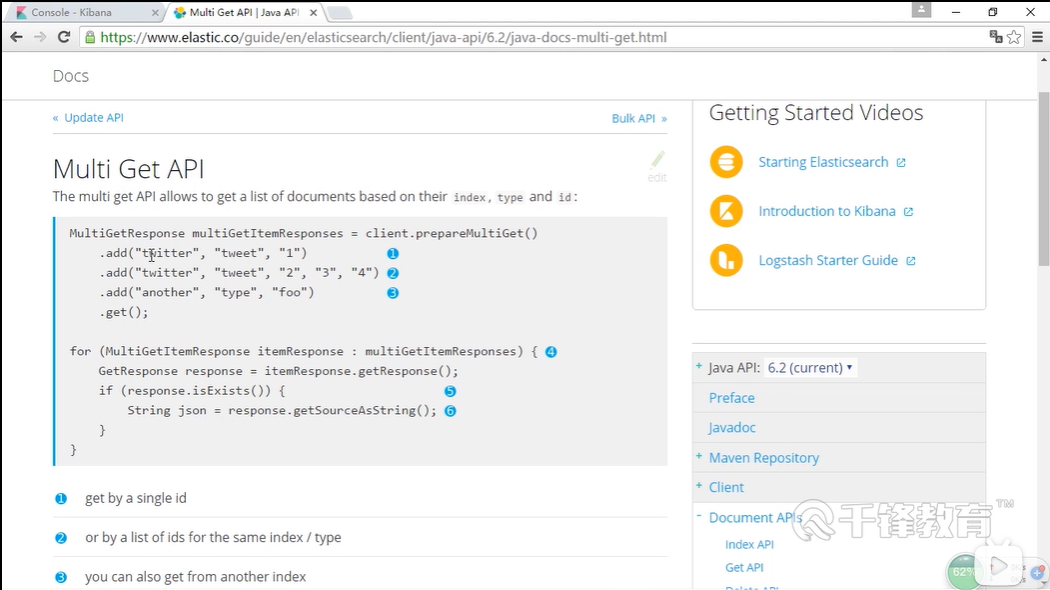 Console - Kibana
Multi Get API | Java API
https://www.elastic.co/guide/en/elasticsearch/client/java-api/6.2/java-docs-multi-get.html
Docs
« Update API
Bulk API »
Multi Get API
edit
The multi get API allows to get a list of documents based on their index, type and id:
MultiGetResponse multiGetItemResponses = client.prepareMultiGet()
.add("twitter", "tweet", "1") 1
.add("twitter", "tweet", "2", "3", "4") 2
.add("another", "type", "foo") 3
.get();
for (MultiGetItemResponse itemResponse : multiGetItemResponses) { 4
GetResponse response = itemResponse.getResponse();
if (response.isExists()) { 5
String json = response.getSourceAsString(); 6
}
}
1 get by a single id
2 or by a list of ids for the same index / type
3 you can also get from another index
Getting Started Videos
Starting Elasticsearch
Introduction to Kibana
Logstash Starter Guide
+ Java API: 6.2 (current)
Preface
Javadoc
+ Maven Repository
+ Client
- Document APIs
Index API
Get API
千锋教育™
62%